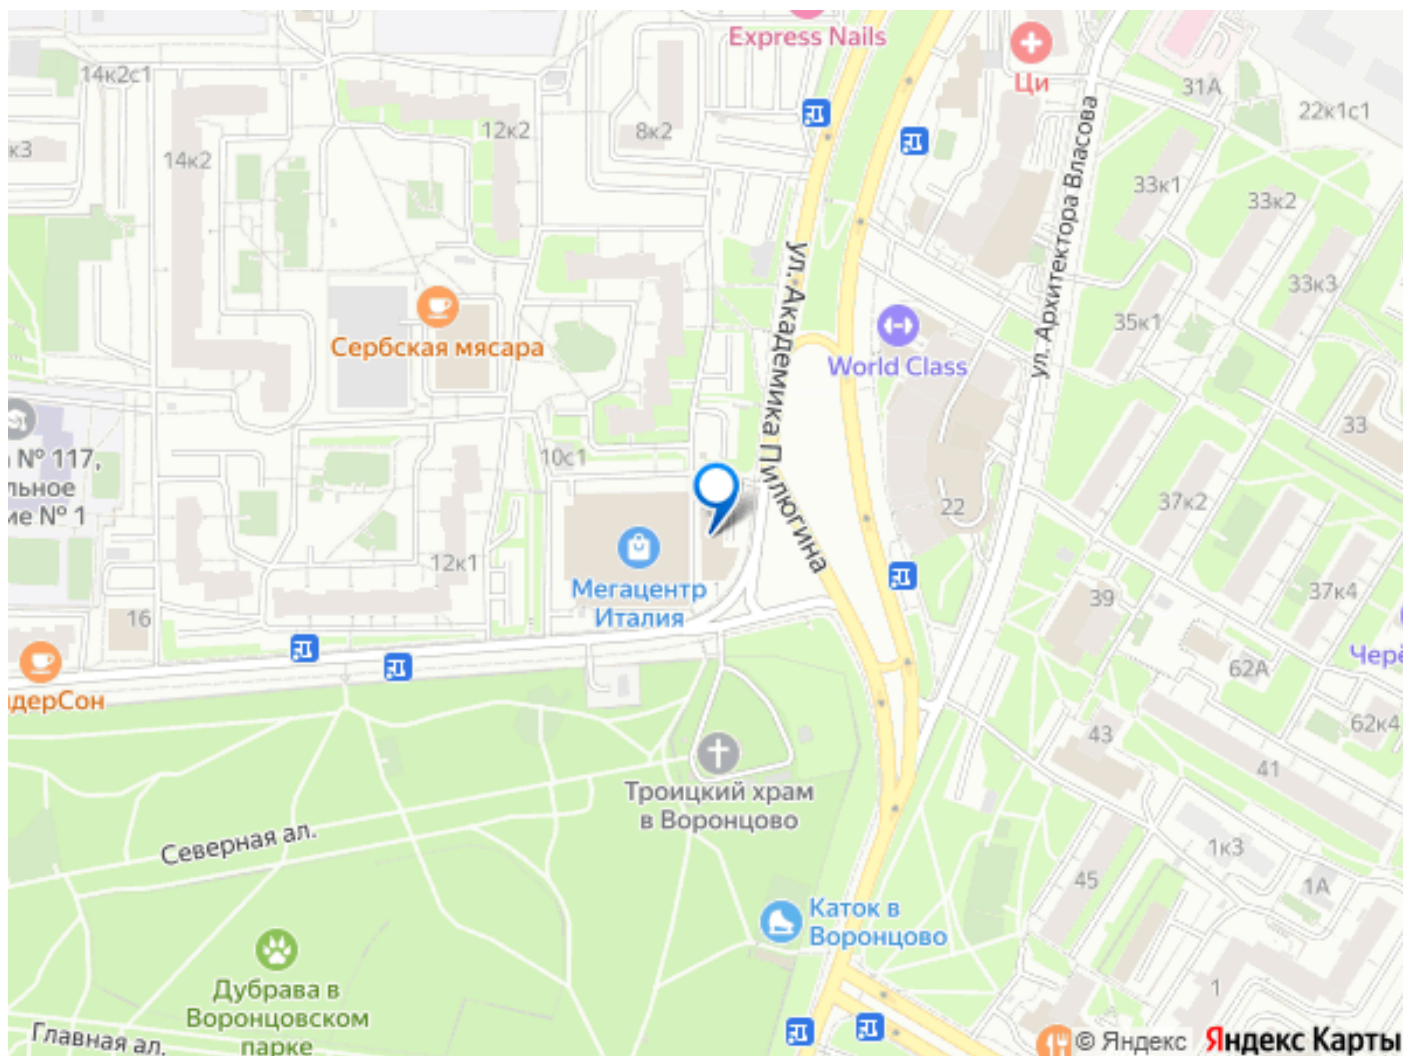 Express Nails
Ци
14к2с1
31А
22к1с1
12к2
8к2
к3
14к2
33к1
33к2
ул. Архитектора Власова
33к3
ул. Академика Пилюгина
35к1
Сербская мясара
World Class
33
№ 117,
льное
ие № 1
10с1
37к2
22
12к1
Мегацентр
Италия
39
37к4
16
Черё
62А
дерСон
62к4
43
41
Троицкий храм
в Воронцово
Северная ал.
1к3
45
1А
Каток в
Воронцово
Дубрава в
Воронцовском
парке
1
Главная ал.
© Яндекс Яндекс Карты